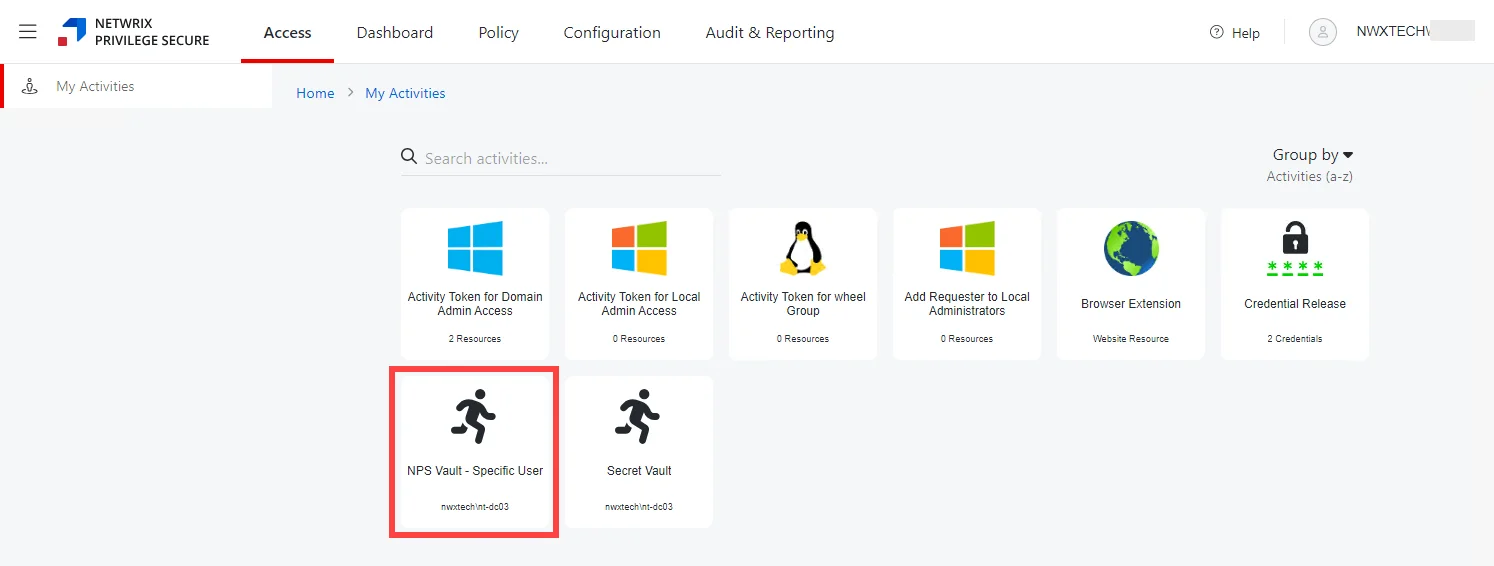 NETWRIX
PRIVILEGE SECURE
Access
Dashboard
Policy
Configuration
Audit & Reporting
Help
NWXTECH\
My Activities
Home > My Activities
Search activities...
Group by
Activities (a-z)
Activity Token for Domain
Admin Access
2 Resources
Activity Token for Local
Admin Access
0 Resources
Activity Token for wheel
Group
0 Resources
Add Requester to Local
Administrators
0 Resources
Browser Extension
Website Resource
****
Credential Release
2 Credentials
NPS Vault - Specific User
nwxtech\nt-dc03
Secret Vault
nwxtech\nt-dc03